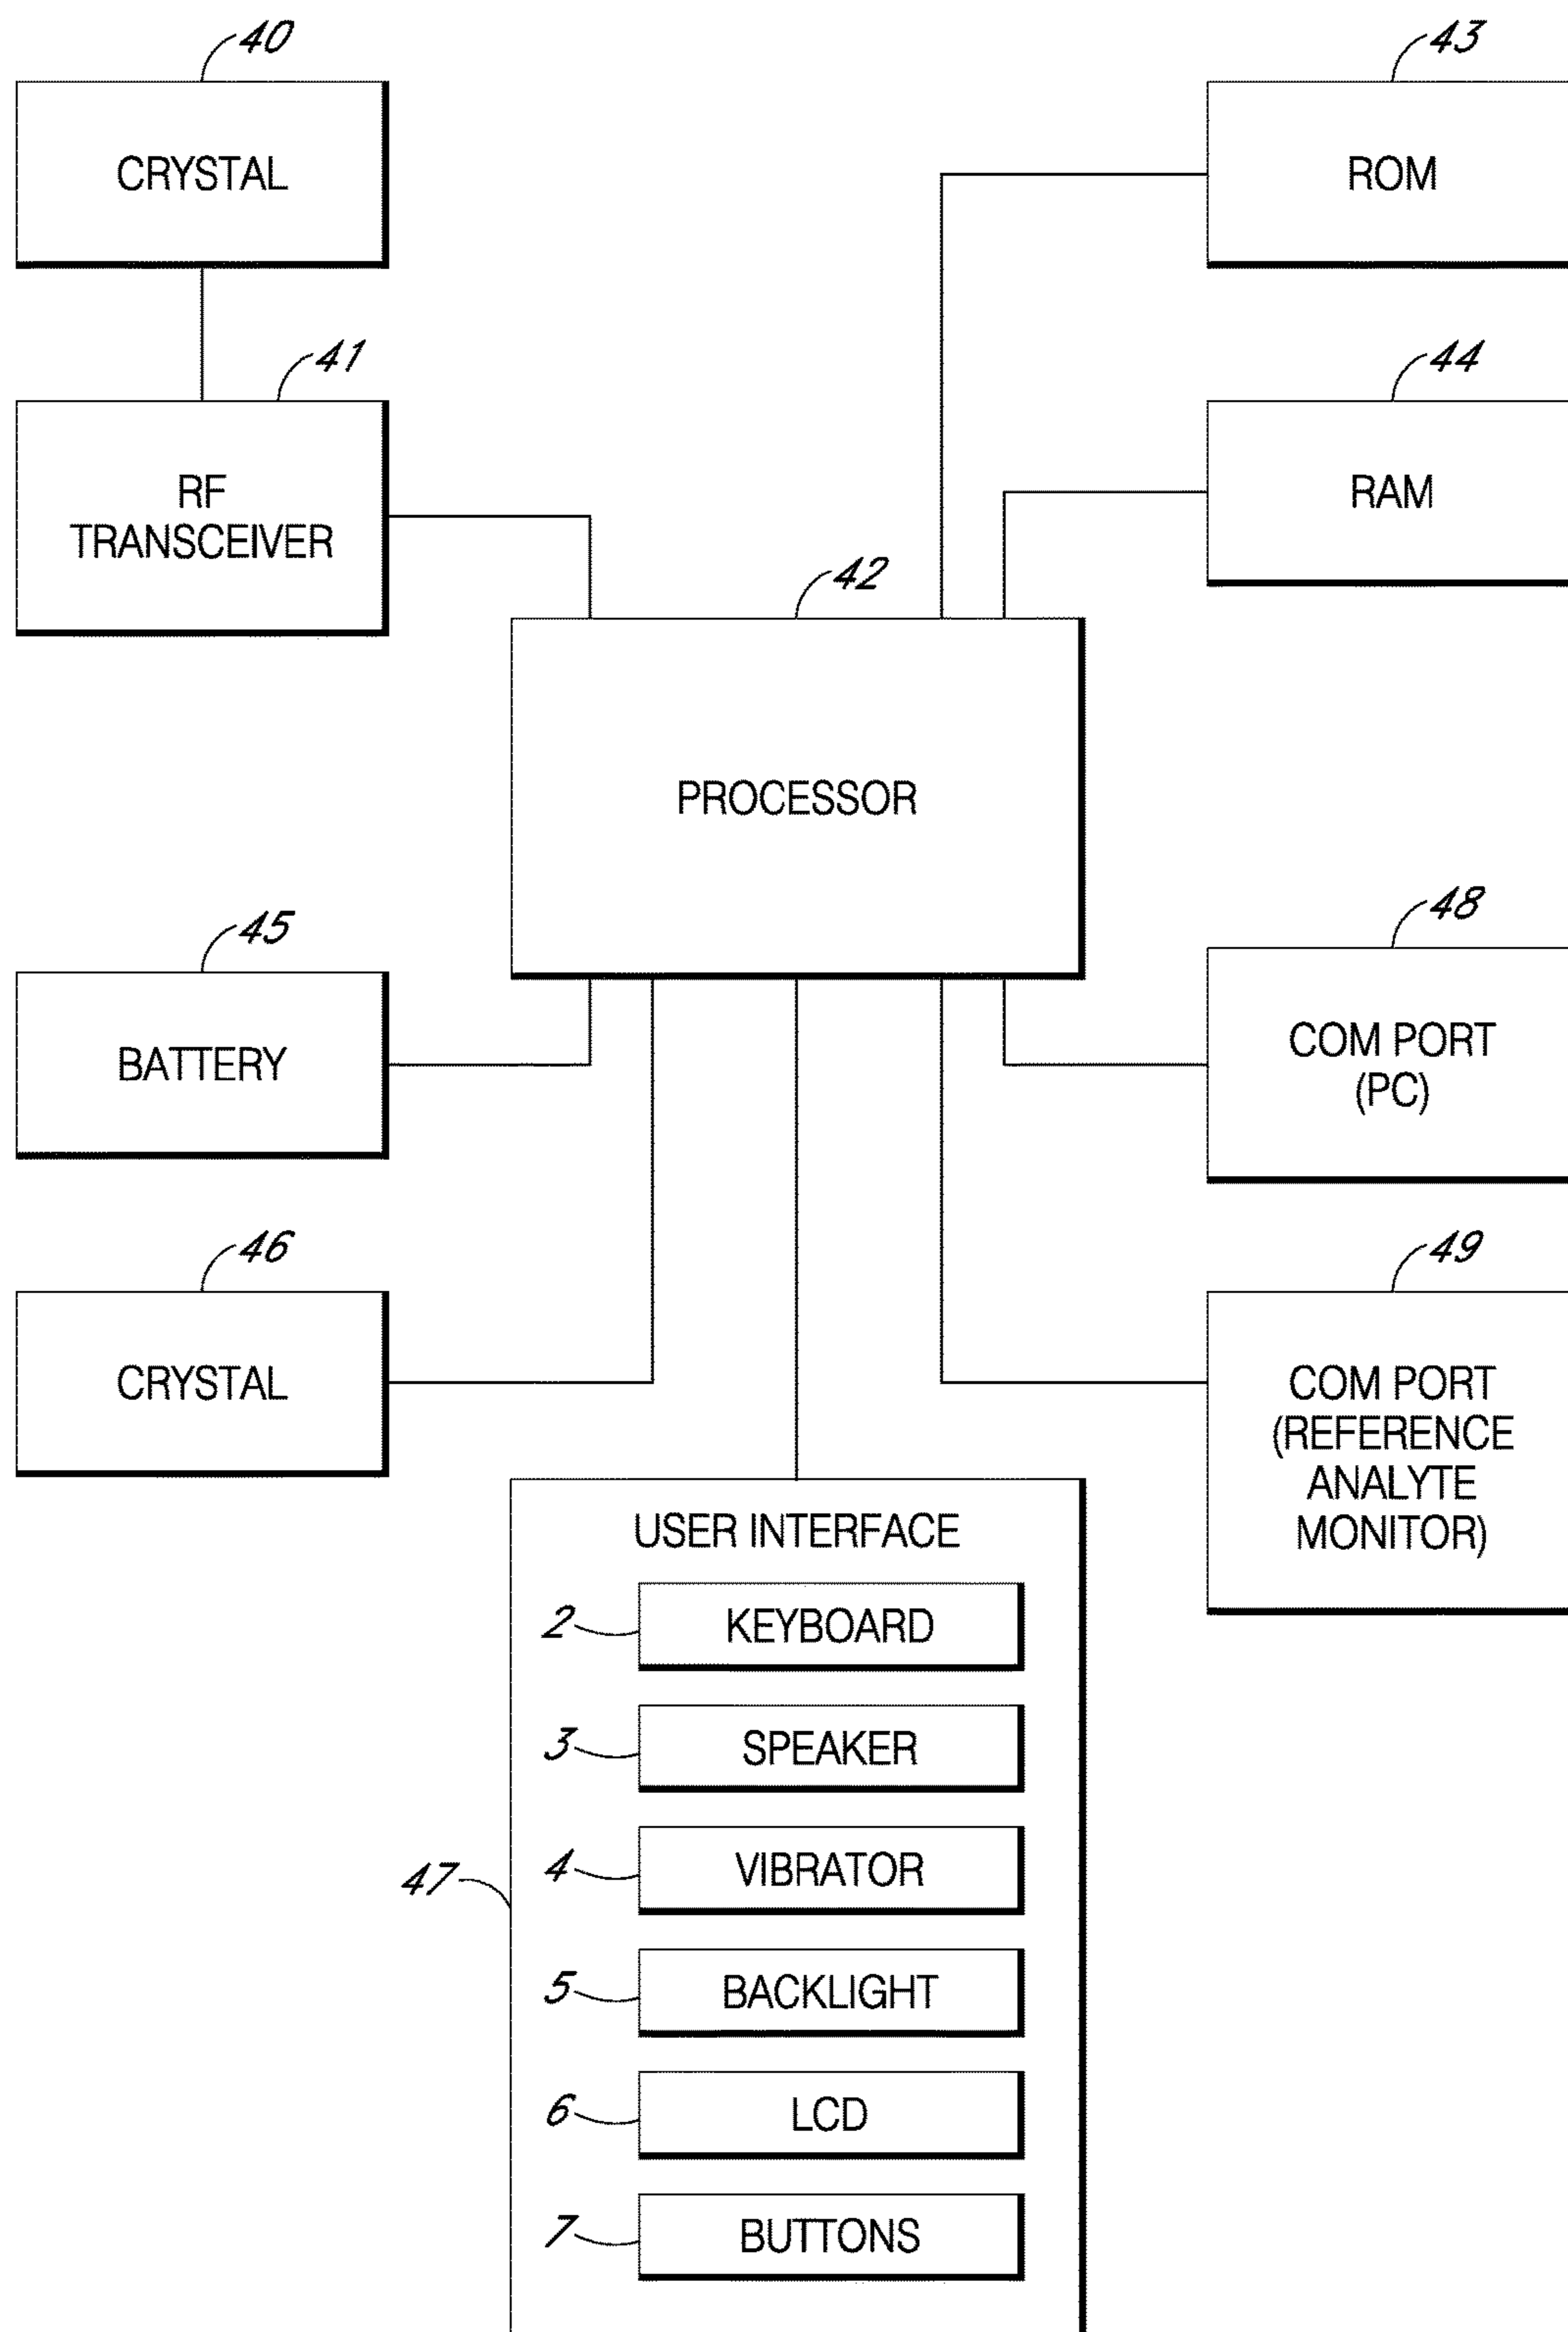 40
CRYSTAL
43
ROM
41
RF
TRANSCEIVER
44
RAM
42
PROCESSOR
45
BATTERY
48
COM PORT
(PC)
46
CRYSTAL
49
COM PORT
(REFERENCE
ANALYTE
MONITOR)
47
USER INTERFACE
2
KEYBOARD
3
SPEAKER
4
VIBRATOR
5
BACKLIGHT
6
LCD
7
BUTTONS